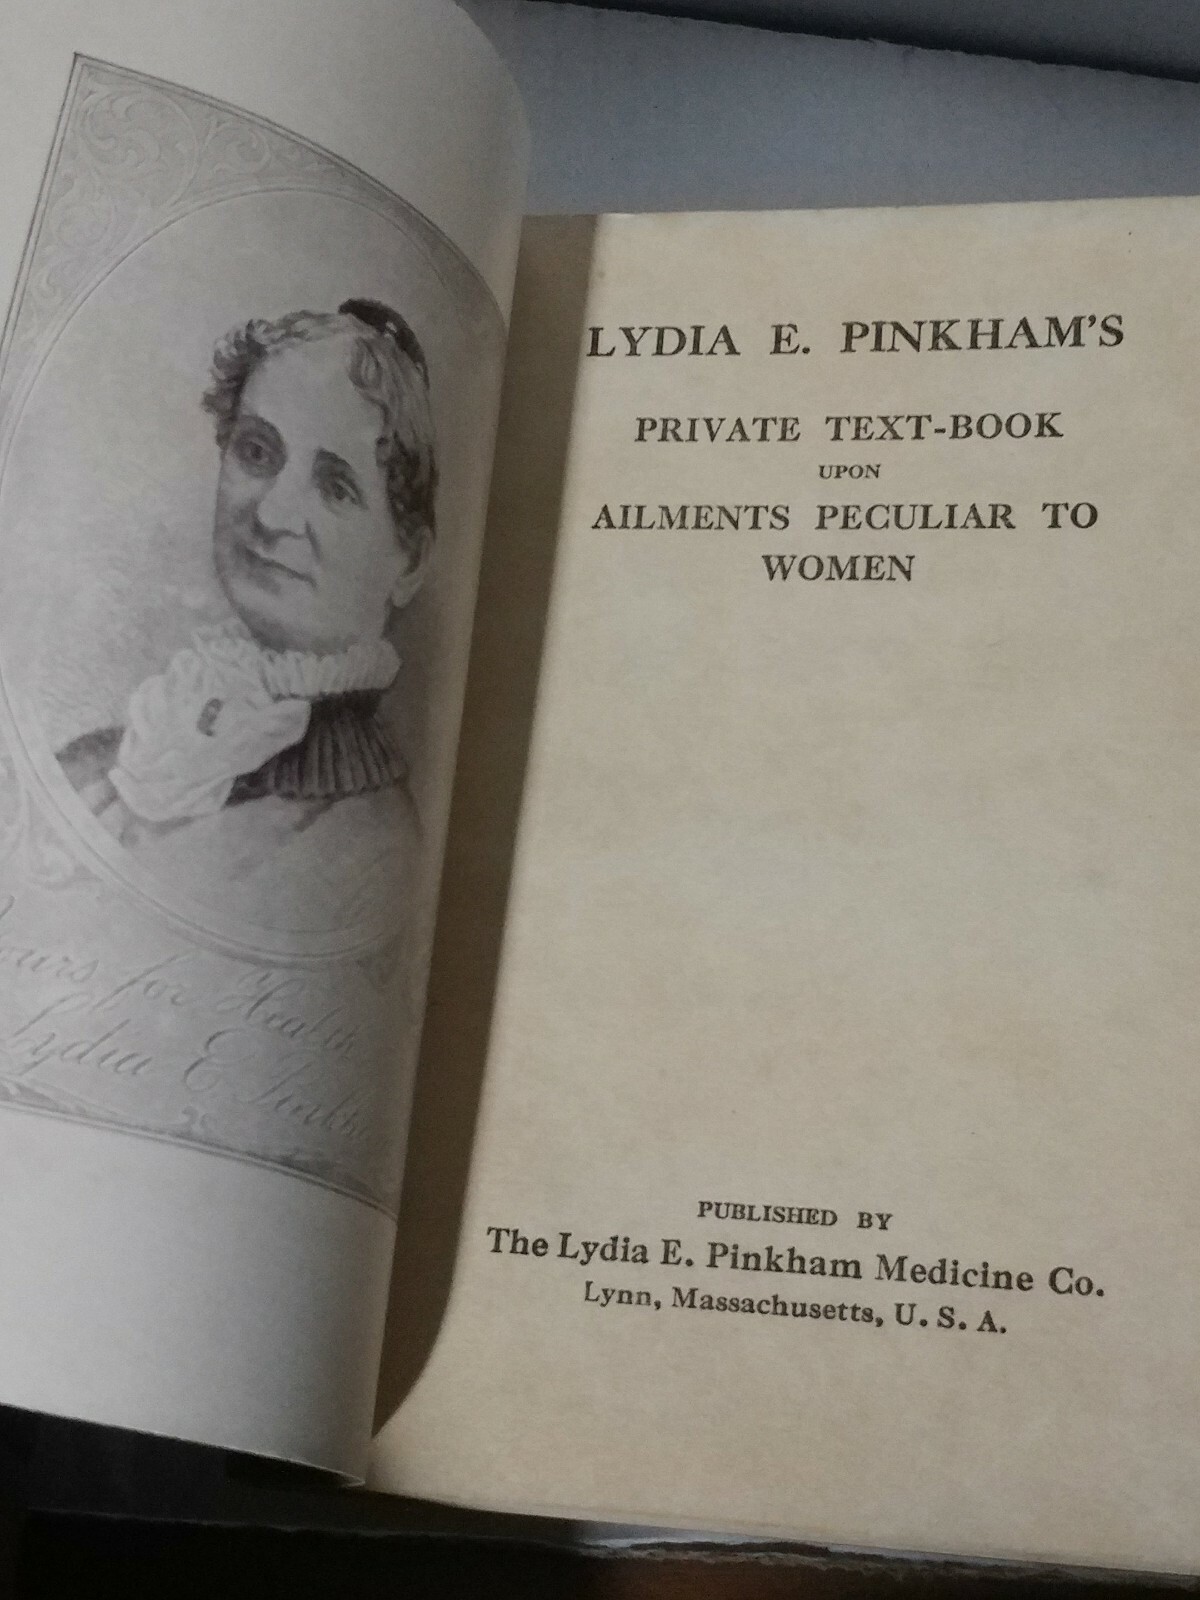 Yours for Health
Lydia E. Pinkham
LYDIA E. PINKHAM'S
PRIVATE TEXT-BOOK
UPON
AILMENTS PECULIAR TO
WOMEN
PUBLISHED BY
The Lydia E. Pinkham Medicine Co.
Lynn, Massachusetts, U. S. A.